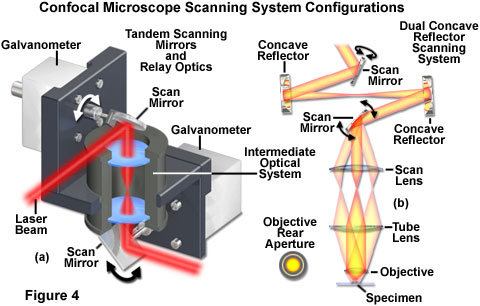 Confocal Microscope Scanning System Configurations
Galvanometer
Tandem Scanning
Mirrors
and
Relay Optics
Scan
Mirror
Galvanometer
Intermediate
Optical
System
Laser
Beam
(a)
Scan
Mirror
Figure 4
Concave
Reflector
Scan
Mirror
Dual Concave
Reflector
Scanning
System
Scan
Mirror
Concave
Reflector
Scan
Lens
(b)
Tube
Lens
Objective
Rear
Aperture
Objective
Specimen